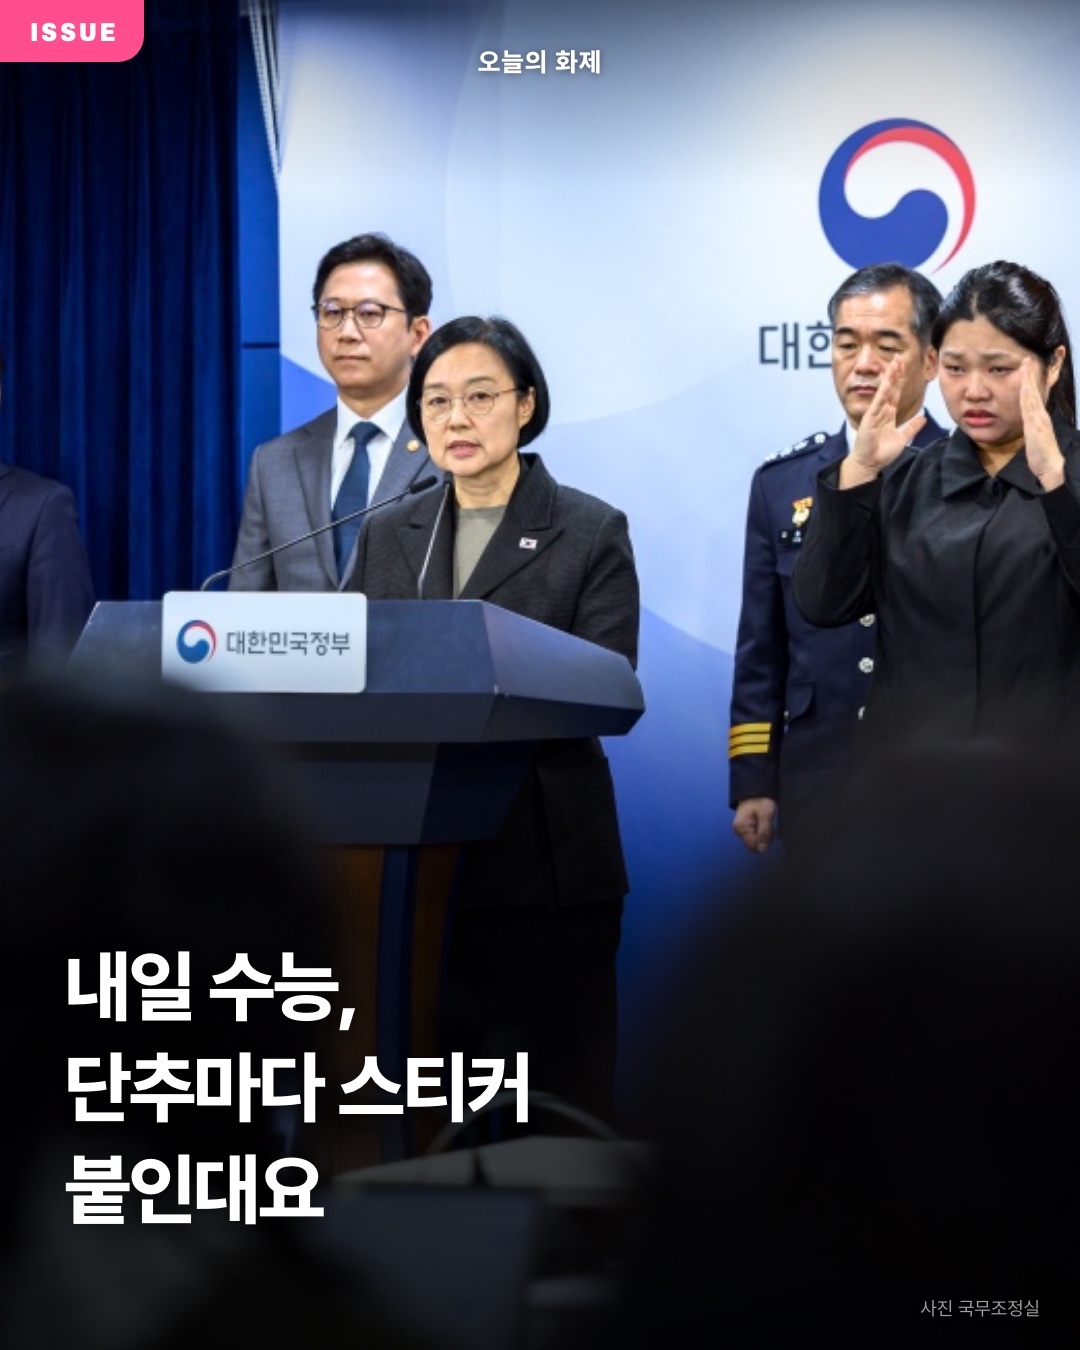 ISSUE
오늘의 화제
대한
대한민국정부
내일 수능,
단추마다 스티커
붙인대요
사진 국무조정실